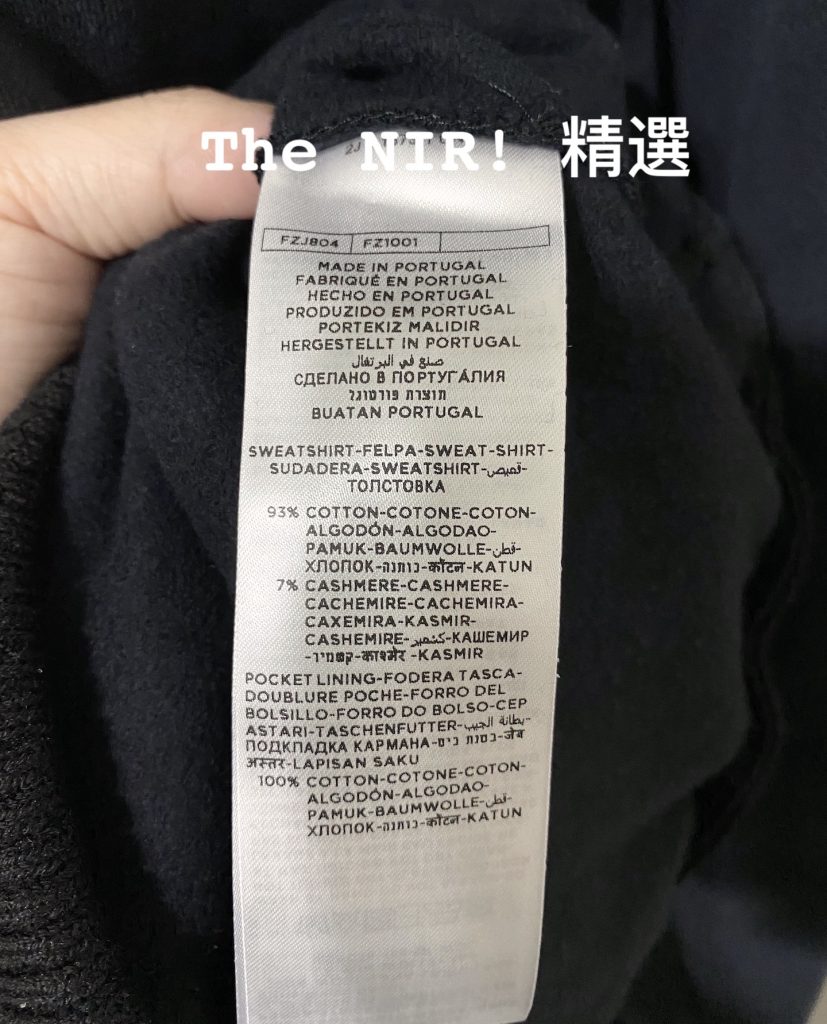 The NIR! 精選
FZJ804 FZ1001
MADE IN PORTUGAL
FABRIQUÉ EN PORTUGAL
HECHO EN PORTUGAL
PRODUZIDO EM PORTUGAL
PORTEKIZ MALIDIR
HERGESTELLT IN PORTUGAL
صنع في البرتغال
СДЕЛАНО В ПОРТУГАЛИЯ
תוצרת פורטוגל
BUATAN PORTUGAL
SWEATSHIRT-FELPA-SWEAT-SHIRT-
SUDADERA-SWEATSHIRT-قميص-
ТОЛСТОВКА
93% COTTON-COTONE-COTON-
ALGODÓN-ALGODAO-
PAMUK-BAUMWOLLE-قطن-
ХЛОПОК-כותנה-कॉटन-KATUN
7% CASHMERE-CASHMERE-
CACHEMIRE-CACHEMIRA-
CAXEMIRA-KASMIR-
CASHEMIRE-كشمير-КАШЕМИР
-קשמיר-काश्मेर -KASMIR
POCKET LINING-FODERA TASCA-
DOUBLURE POCHE-FORRO DEL
BOLSILLO-FORRO DO BOLSO-CEP
ASTARI-TASCHENFUTTER-بطانة الجيب-
ПОДКЛАДКА КАРМАНА-בטנת כיס-जेब
अस्तर-LAPISAN SAKU
100% COTTON-COTONE-COTON-
ALGODÓN-ALGODAO-
PAMUK-BAUMWOLLE-قطن-
ХЛОПОК-כותנה-कॉटन-KATUN